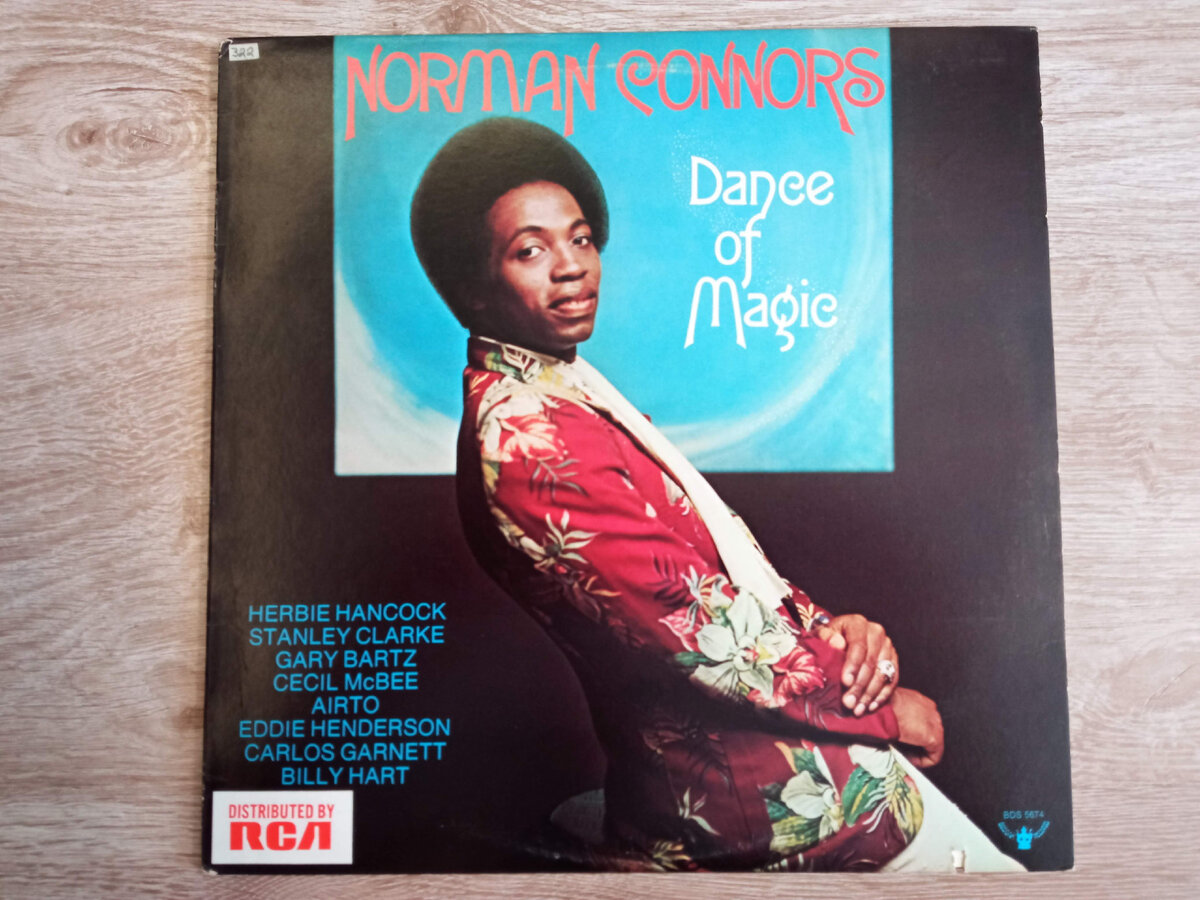 322
NORMAN CONNORS
Dance
of
Magic
HERBIE HANCOCK
STANLEY CLARKE
GARY BARTZ
CECIL McBEE
AIRTO
EDDIE HENDERSON
CARLOS GARNETT
BILLY HART
DISTRIBUTED BY
RCA
BDS 5674